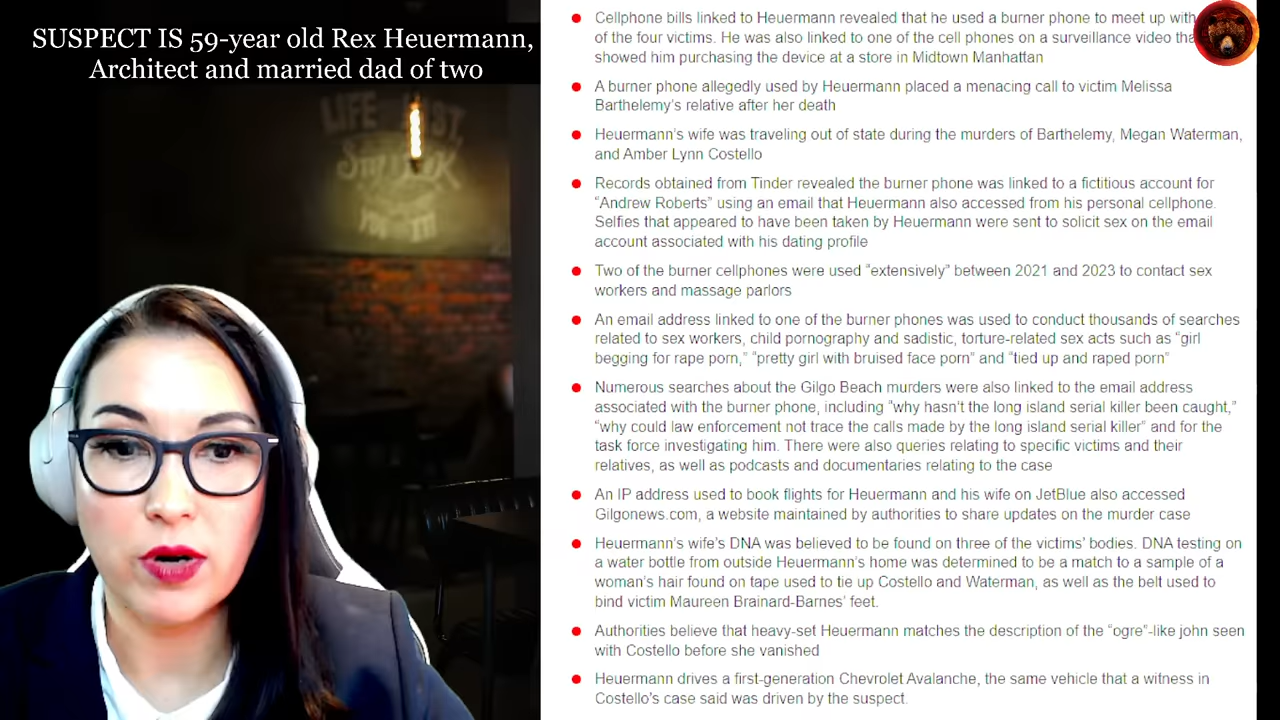 SUSPECT IS 59-year old Rex Heuermann,
Architect and married dad of two
LIFE
Cellphone bills linked to Heuermann revealed that he used a burner phone to meet up with
of the four victims. He was also linked to one of the cell phones on a surveillance video
showed him purchasing the device at a store in Midtown Manhattan
A burner phone allegedly used by Heuermann placed a menacing call to victim Melissa
Barthelemy's relative after her death
Heuermann's wife was traveling out of state during the murders of Barthelemy, Megan Waterman,
and Amber Lynn Costello
Records obtained from Tinder revealed the burner phone was linked to a fictitious account for
“Andrew Roberts” using an email that Heuermann also accessed from his personal cellphone.
Selfies that appeared to have been taken by Heuermann were sent to solicit sex on the email
account associated with his dating profile
Two of the burner cellphones were used “extensively” between 2021 and 2023 to contact sex
workers and massage parlors
An email address linked to one of the burner phones was used to conduct thousands of searches
related to sex workers, child pornography and sadistic, torture-related sex acts such as “girl
begging for rape porn,” “pretty girl with bruised face porn” and “tied up and raped porn”
Numerous searches about the Gilgo Beach murders were also linked to the email address
associated with the burner phone, including “why hasn't the long island serial killer been caught,”
“why could law enforcement not trace the calls made by the long island serial killer” and for the
task force investigating him. There were also queries relating to specific victims and their
relatives, as well as podcasts and documentaries relating to the case
An IP address used to book flights for Heuermann and his wife on JetBlue also accessed
Gilgonews.com, a website maintained by authorities to share updates on the murder case
Heuermann's wife's DNA was believed to be found on three of the victims' bodies. DNA testing on
a water bottle from outside Heuermann's home was determined to be a match to a sample of a
woman's hair found on tape used to tie up Costello and Waterman, as well as the belt used to
bind victim Maureen Brainard-Barnes' feet.
Authorities believe that heavy-set Heuermann matches the description of the “ogre”-like john seen
with Costello before she vanished
Heuermann drives a first-generation Chevrolet Avalanche, the same vehicle that a witness in
Costello's case said was driven by the suspect.